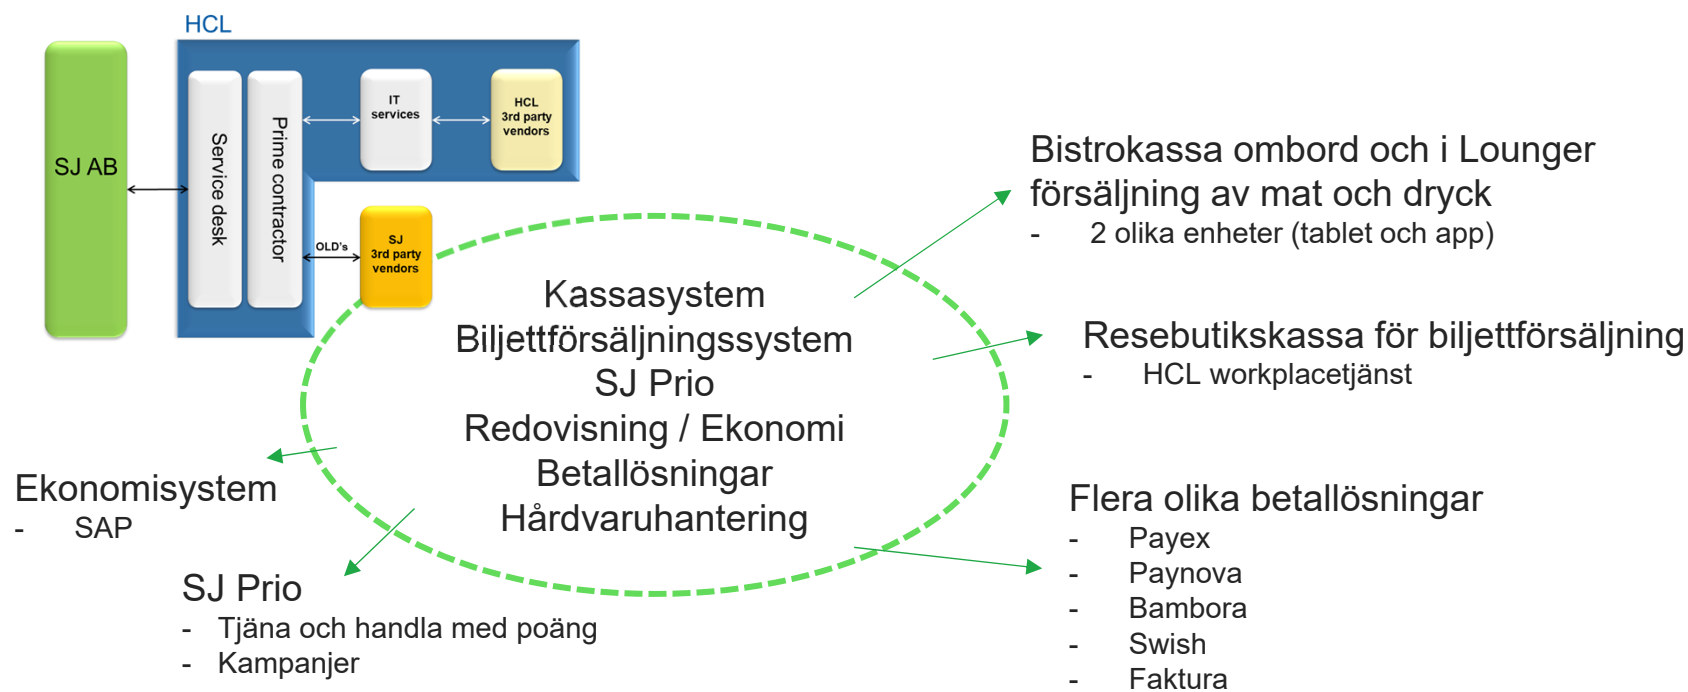 HCL
SJ AB
Service desk
Prime contractor
IT
services
HCL
3rd party
vendors
OLD's
SJ
3rd party
vendors
Kassasystem
Biljettförsäljningssystem
SJ Prio
Redovisning / Ekonomi
Betallösningar
Hårdvaruhantering
Bistrokassa ombord och i Lounger
försäljning av mat och dryck
- 2 olika enheter (tablet och app)
Resebutikskassa för biljettförsäljning
- HCL workplacetjänst
Flera olika betallösningar
- Payex
- Paynova
- Bambora
- Swish
- Faktura
Ekonomisystem
- SAP
SJ Prio
- Tjäna och handla med poäng
- Kampanjer